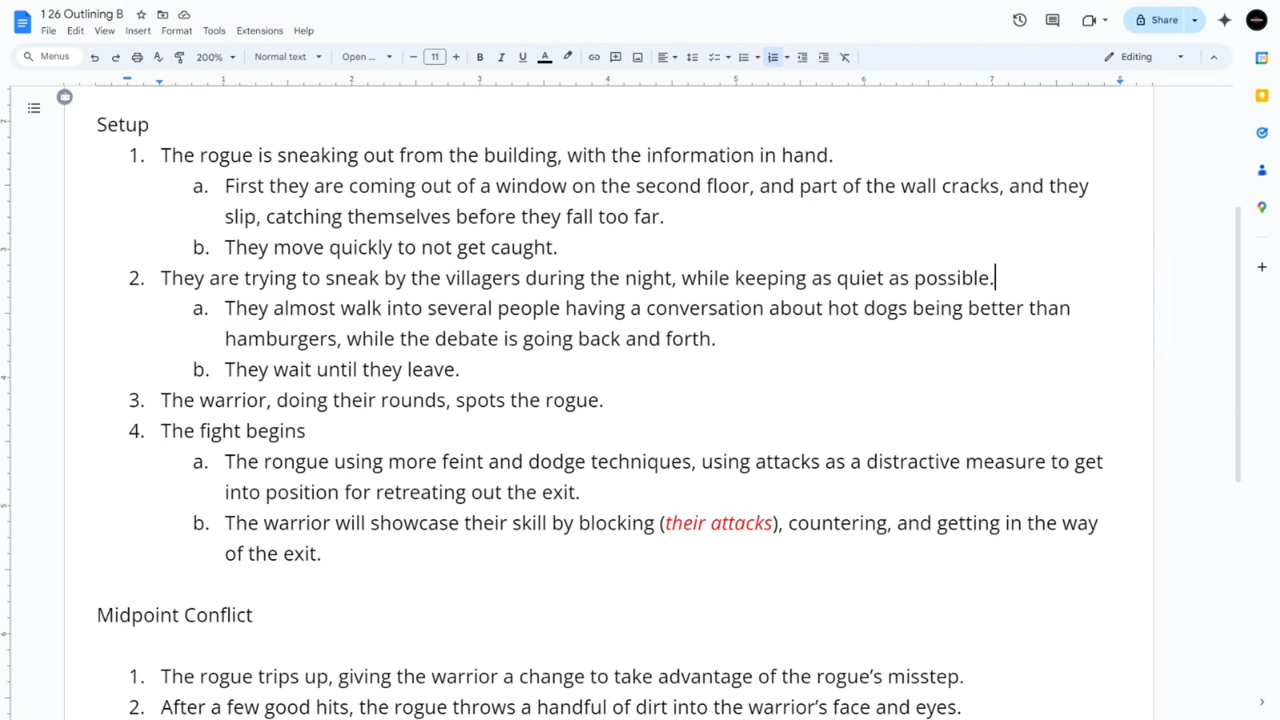 1 26 Outlining B
File Edit View Insert Format Tools Extensions Help
Share
Menus 200% Normal text Open ... 11 B I U A Editing
1 2 3 4 5 6 7 8
Setup
1. The rogue is sneaking out from the building, with the information in hand.
a. First they are coming out of a window on the second floor, and part of the wall cracks, and they
slip, catching themselves before they fall too far.
b. They move quickly to not get caught.
2. They are trying to sneak by the villagers during the night, while keeping as quiet as possible.
a. They almost walk into several people having a conversation about hot dogs being better than
hamburgers, while the debate is going back and forth.
b. They wait until they leave.
3. The warrior, doing their rounds, spots the rogue.
4. The fight begins
a. The rongue using more feint and dodge techniques, using attacks as a distractive measure to get
into position for retreating out the exit.
b. The warrior will showcase their skill by blocking (their attacks), countering, and getting in the way
of the exit.
Midpoint Conflict
1. The rogue trips up, giving the warrior a change to take advantage of the rogue’s misstep.
2. After a few good hits, the rogue throws a handful of dirt into the warrior’s face and eyes.